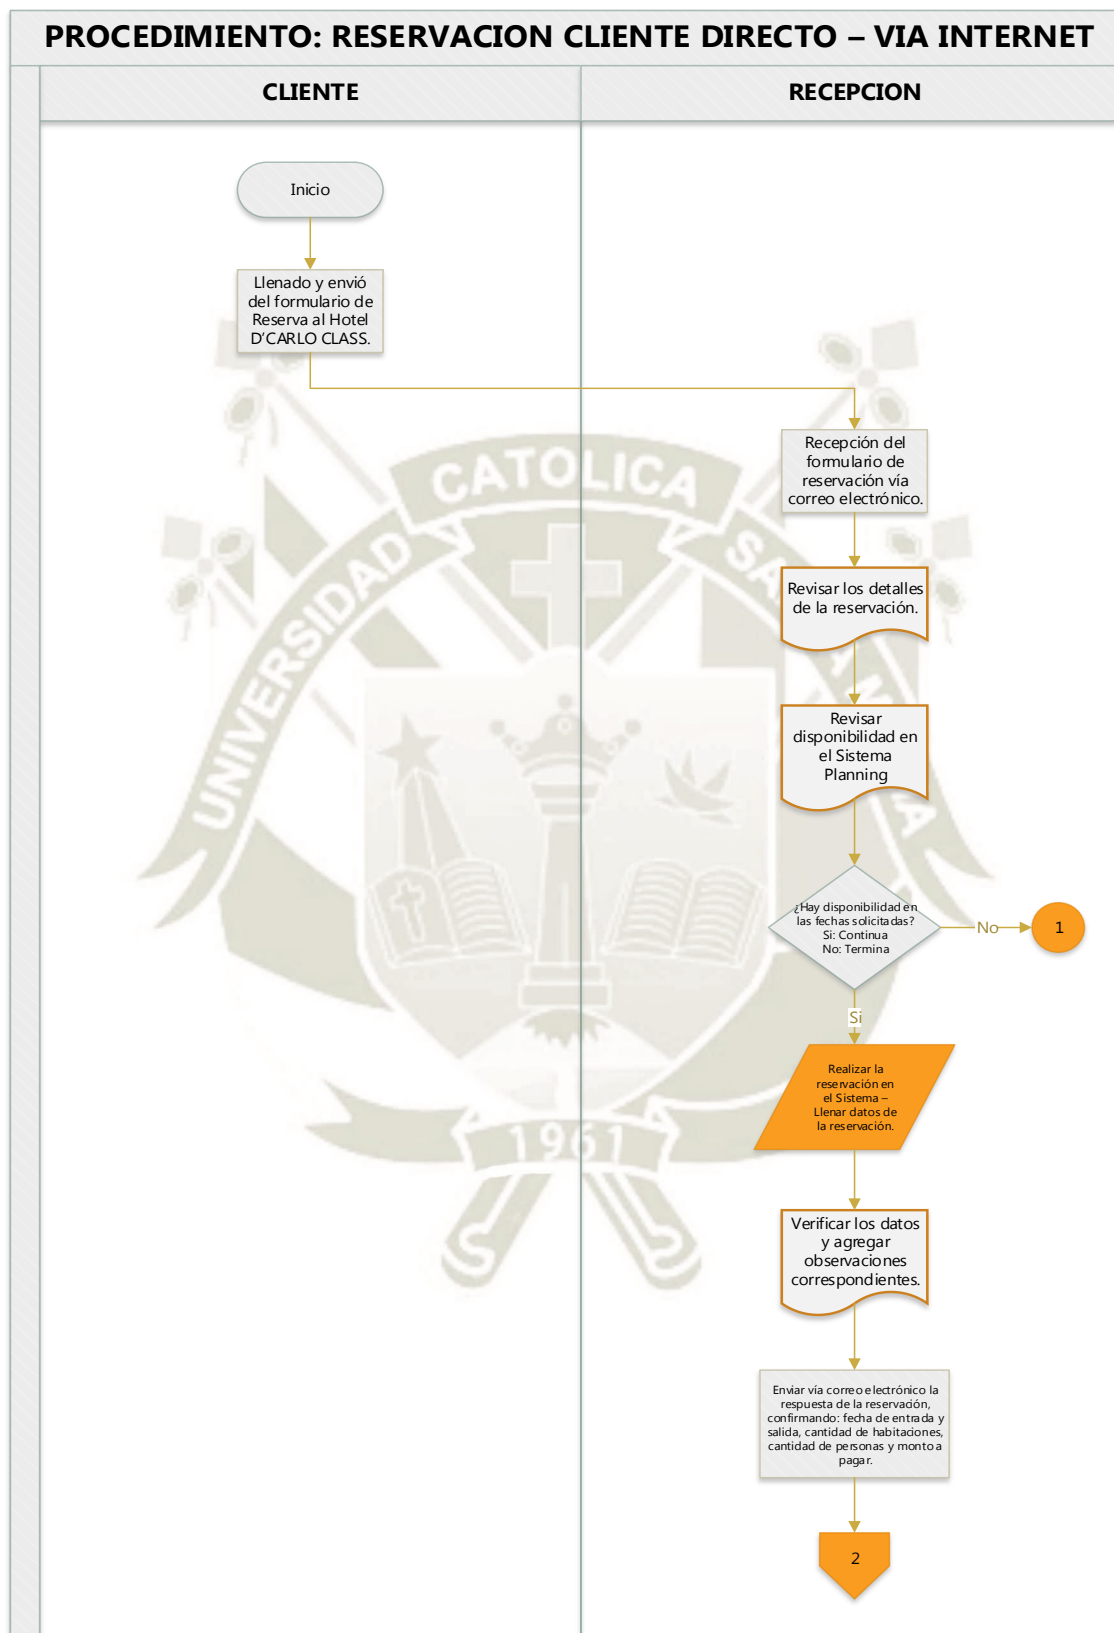 PROCEDIMIENTO: RESERVACION CLIENTE DIRECTO – VIA INTERNET
CLIENTE
RECEPCION
Inicio
Llenado y envió
del formulario de
Reserva al Hotel
D'CARLO CLASS.
Recepción del
formulario de
reservación vía
correo electrónico.
Revisar los detalles
de la reservación.
Revisar
disponibilidad en
el Sistema
Planning
¿Hay disponibilidad en
las fechas solicitadas?
Si: Continua
No: Termina
No
1
Si
Realizar la
reservación en
el Sistema –
Llenar datos de
la reservación.
Verificar los datos
y agregar
observaciones
correspondientes.
Enviar vía correo electrónico la
respuesta de la reservación,
confirmando: fecha de entrada y
salida, cantidad de habitaciones,
cantidad de personas y monto a
pagar.
2
UNIVERSIDAD
CATOLICA
1961